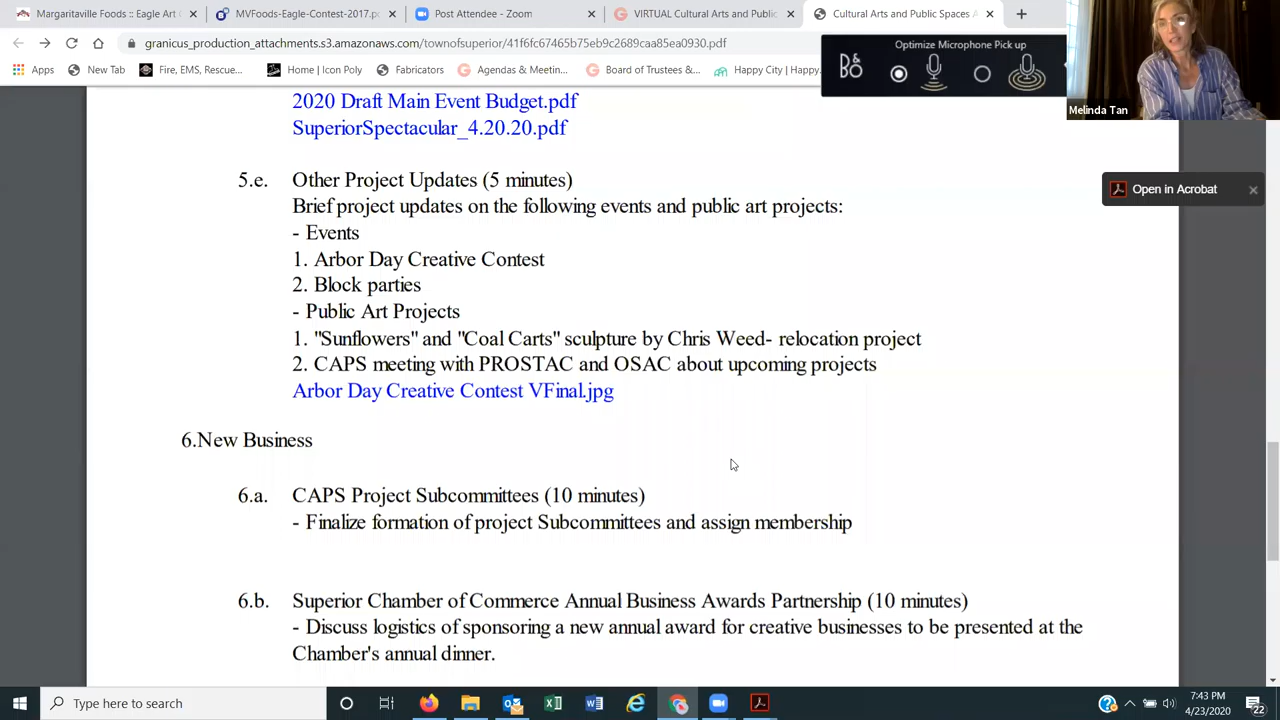 Margaritaville Foods :: Eagle Art C
MVFoods-Eagle-Contest-2017.pd
Post Attendee - Zoom
VIRTUAL Cultural Arts and Public
Cultural Arts and Public Spaces A
granicus_production_attachments.s3.amazonaws.com/townofsuperior/41f6fc67465b75eb9c2689caa85ea0930.pdf
Apps
New Tab
Fire, EMS, Rescue...
Home | Icon Poly
Fabricators
Agendas & Meetin...
Board of Trustees &...
Happy City | Happy.
Optimize Microphone Pick up
B&O
Melinda Tan
Open in Acrobat
2020 Draft Main Event Budget.pdf
SuperiorSpectacular_4.20.20.pdf
5.e. Other Project Updates (5 minutes)
Brief project updates on the following events and public art projects:
- Events
1. Arbor Day Creative Contest
2. Block parties
- Public Art Projects
1. "Sunflowers" and "Coal Carts" sculpture by Chris Weed- relocation project
2. CAPS meeting with PROSTAC and OSAC about upcoming projects
Arbor Day Creative Contest VFinal.jpg
6.New Business
6.a. CAPS Project Subcommittees (10 minutes)
- Finalize formation of project Subcommittees and assign membership
6.b. Superior Chamber of Commerce Annual Business Awards Partnership (10 minutes)
- Discuss logistics of sponsoring a new annual award for creative businesses to be presented at the
Chamber's annual dinner.
Type here to search
7:43 PM
4/23/2020
22